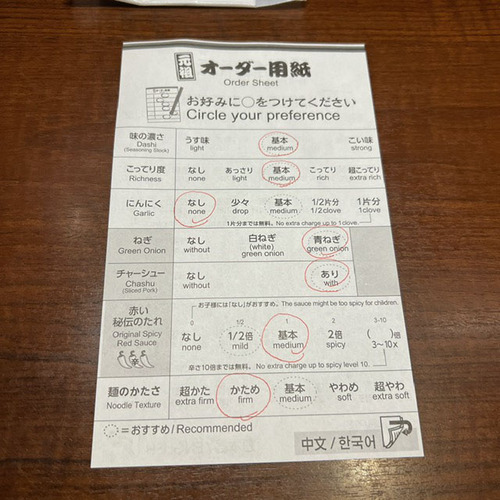 元祖 オーダー用紙
Order Sheet
お好みに○をつけてください
Circle your preference
味の濃さ うす味 基本 こい味
Dashi light medium strong
(Seasoning Stock)
こってり度 なし あっさり 基本 こってり 超こってり
Richness none light medium rich extra rich
にんにく なし 少々 基本 1/2片分 1片分
Garlic none drop medium 1/2clove 1clove
1片分までは無料。No extra charge up to 1clove.
ねぎ なし 白ねぎ 青ねぎ
Green Onion without (white) green onion
green onion
チャーシュー なし あり
Chashu without with
(Sliced Pork)
お子様には「なし」がおすすめ。The sauce might be too spicy for children.
赤い 0 1/2 1 2 3-10
秘伝のたれ なし 1/2倍 基本 2倍 ( )倍
Original Spicy none mild medium spicy 3~10x
Red Sauce
辛 辛さ10倍までは無料。No extra charge up to spicy level 10.
麺のかたさ 超かた かため 基本 やわめ 超やわ
Noodle Texture extra firm firm medium soft extra soft
=おすすめ/Recommended
中文/한국어